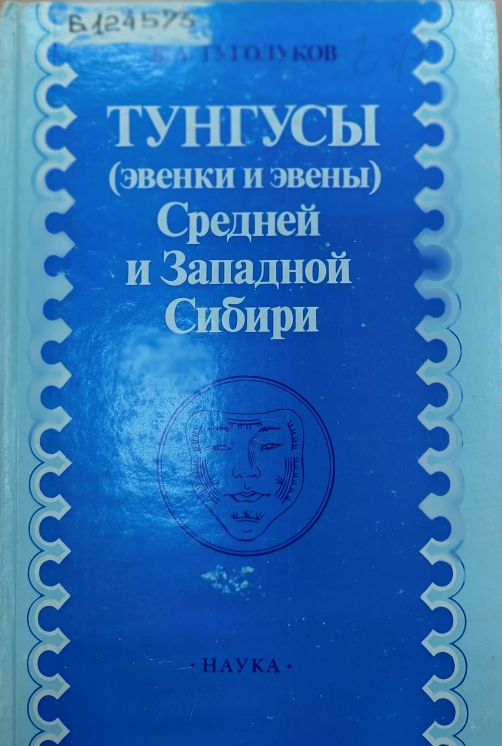 Б.124575
В. А. ТУГОЛУКОВ
ТУНГУСЫ
(эвенки и эвены)
Средней
и Западной
Сибири
· НАУКА ·